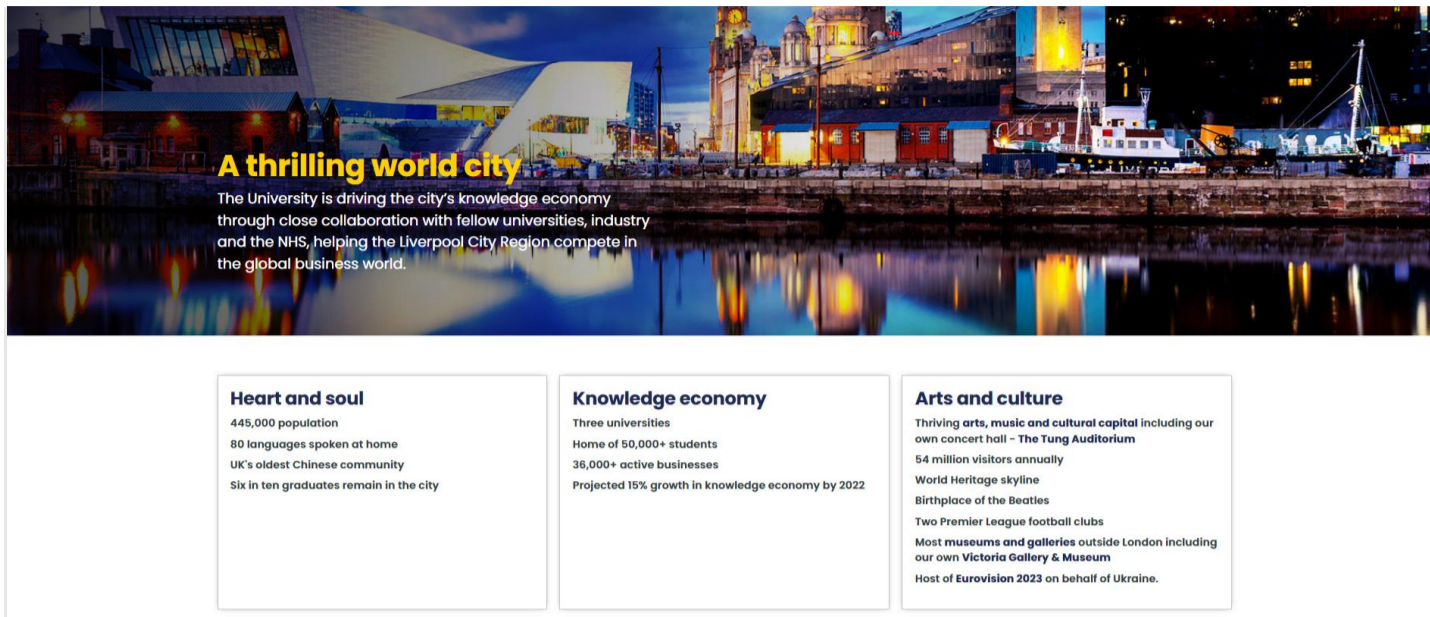 A thrilling world city
The University is driving the city's knowledge economy
through close collaboration with fellow universities, industry
and the NHS, helping the Liverpool City Region compete in
the global business world.
Heart and soul
445,000 population
80 languages spoken at home
UK's oldest Chinese community
Six in ten graduates remain in the city
Knowledge economy
Three universities
Home of 50,000+ students
36,000+ active businesses
Projected 15% growth in knowledge economy by 2022
Arts and culture
Thriving arts, music and cultural capital including our
own concert hall – The Tung Auditorium
54 million visitors annually
World Heritage skyline
Birthplace of the Beatles
Two Premier League football clubs
Most museums and galleries outside London including
our own Victoria Gallery & Museum
Host of Eurovision 2023 on behalf of Ukraine.